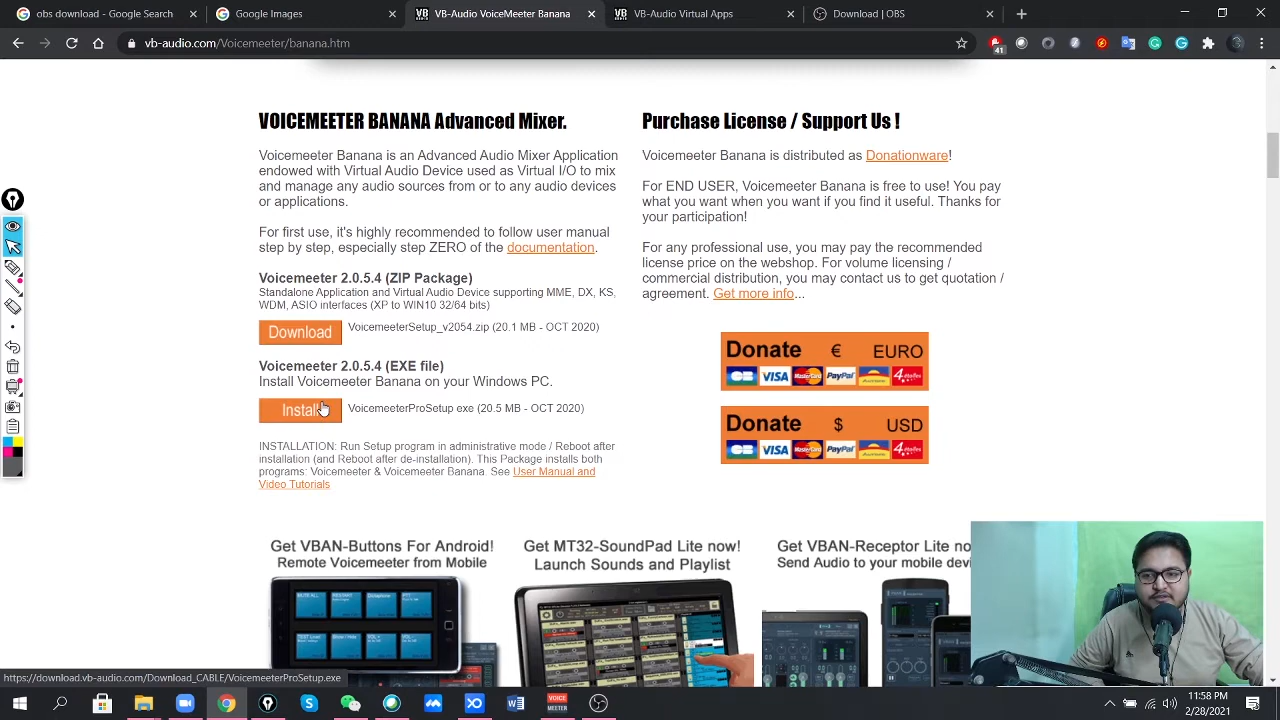 obs download - Google Search
Google Images
VB-Audio VoiceMeeter Banana
VB-Audio Virtual Apps
Download | OBS
vb-audio.com/Voicemeeter/banana.htm
41
VOICEMEETER BANANA Advanced Mixer.
Voicemeeter Banana is an Advanced Audio Mixer Application
endowed with Virtual Audio Device used as Virtual I/O to mix
and manage any audio sources from or to any audio devices
or applications.
For first use, it's highly recommended to follow user manual
step by step, especially step ZERO of the documentation.
Voicemeeter 2.0.5.4 (ZIP Package)
Standalone Application and Virtual Audio Device supporting MME, DX, KS,
WDM, ASIO interfaces (XP to WIN10 32/64 bits)
Download VoicemeeterSetup_v2054.zip (20.1 MB - OCT 2020)
Voicemeeter 2.0.5.4 (EXE file)
Install Voicemeeter Banana on your Windows PC.
Install VoicemeeterProSetup exe (20.5 MB - OCT 2020)
INSTALLATION: Run Setup program in administrative mode / Reboot after
installation (and Reboot after de-installation). This Package installs both
programs: Voicemeeter & Voicemeeter Banana. See User Manual and
Video Tutorials
Purchase License / Support Us !
Voicemeeter Banana is distributed as Donationware!
For END USER, Voicemeeter Banana is free to use! You pay
what you want when you want if you find it useful. Thanks for
your participation!
For any professional use, you may pay the recommended
license price on the webshop. For volume licensing /
commercial distribution, you may contact us to get quotation /
agreement. Get more info...
Donate € EURO
CB VISA MasterCard PayPal
Donate $ USD
CB VISA MasterCard PayPal
Get VBAN-Buttons For Android!
Remote Voicemeeter from Mobile
Get MT32-SoundPad Lite now!
Launch Sounds and Playlist
Get VBAN-Receptor Lite no
Send Audio to your mobile devi
https://download.vb-audio.com/Download_CABLE/VoicemeeterProSetup.exe
VOICE
MEETER
11:58 PM
2/28/2021